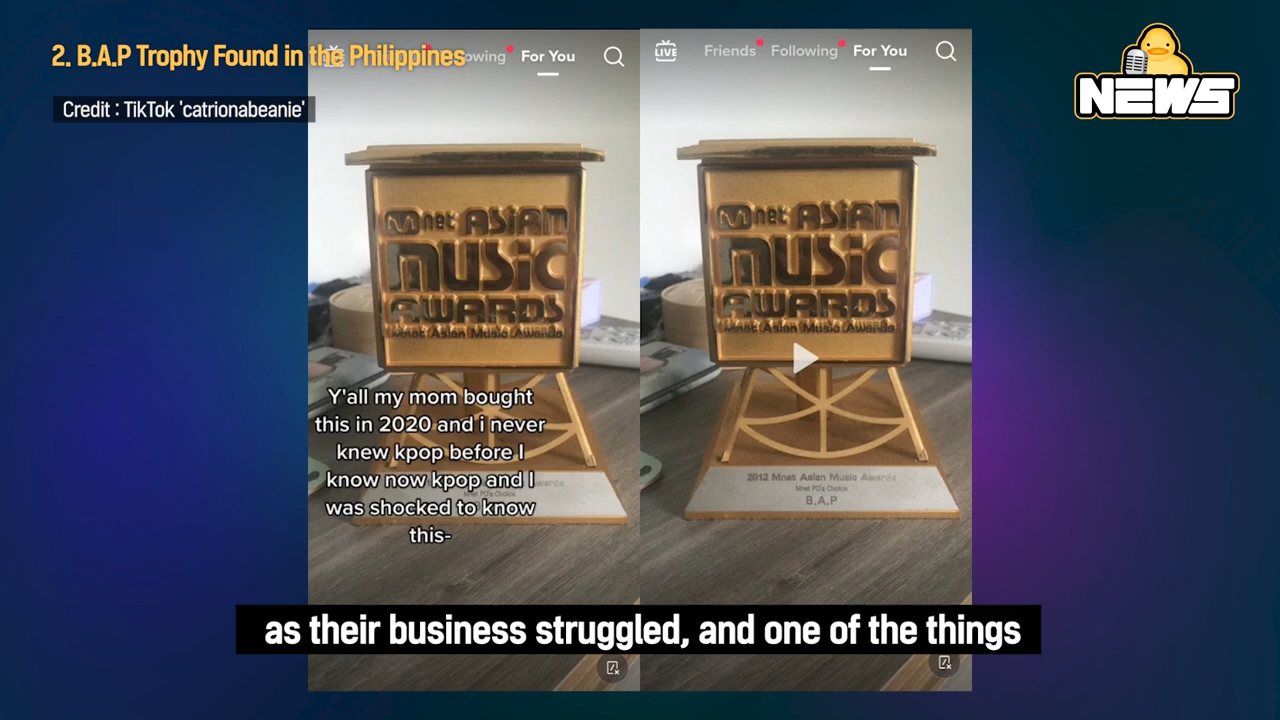 2. B.A.P Trophy Found in the Philippines
Credit : TikTok 'catrionabeanie'
NEWS
For You
LIVE
Friends Following For You
mnet ASiAN
MUSiC
AWARDS
Mnet Asian Music Awards
Y'all my mom bought
this in 2020 and i never
knew kpop before I
know now kpop and I
was shocked to know
this-
mnet ASiAN
MUSiC
AWARDS
Mnet Asian Music Awards
2012 Mnet Asian Music Awards
Mnet PD's Choice
B.A.P
as their business struggled, and one of the things